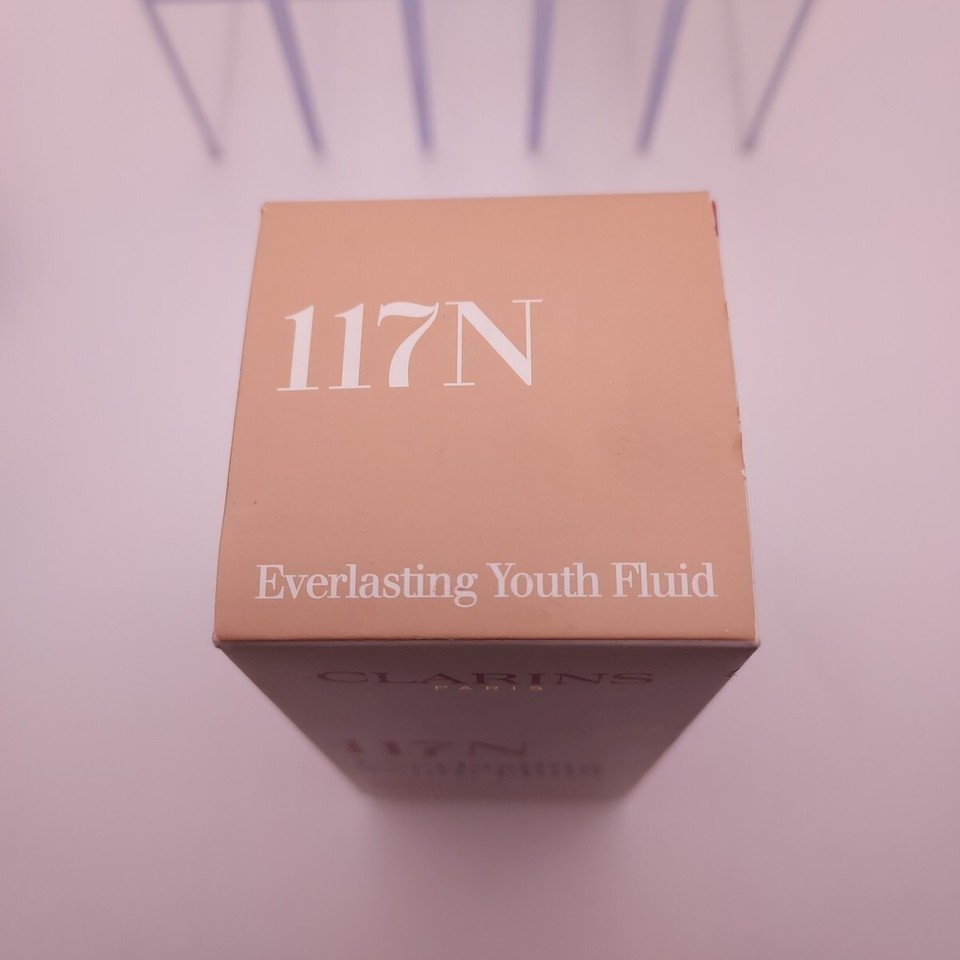 117N
Everlasting Youth Fluid
CLARINS
PARIS
117N